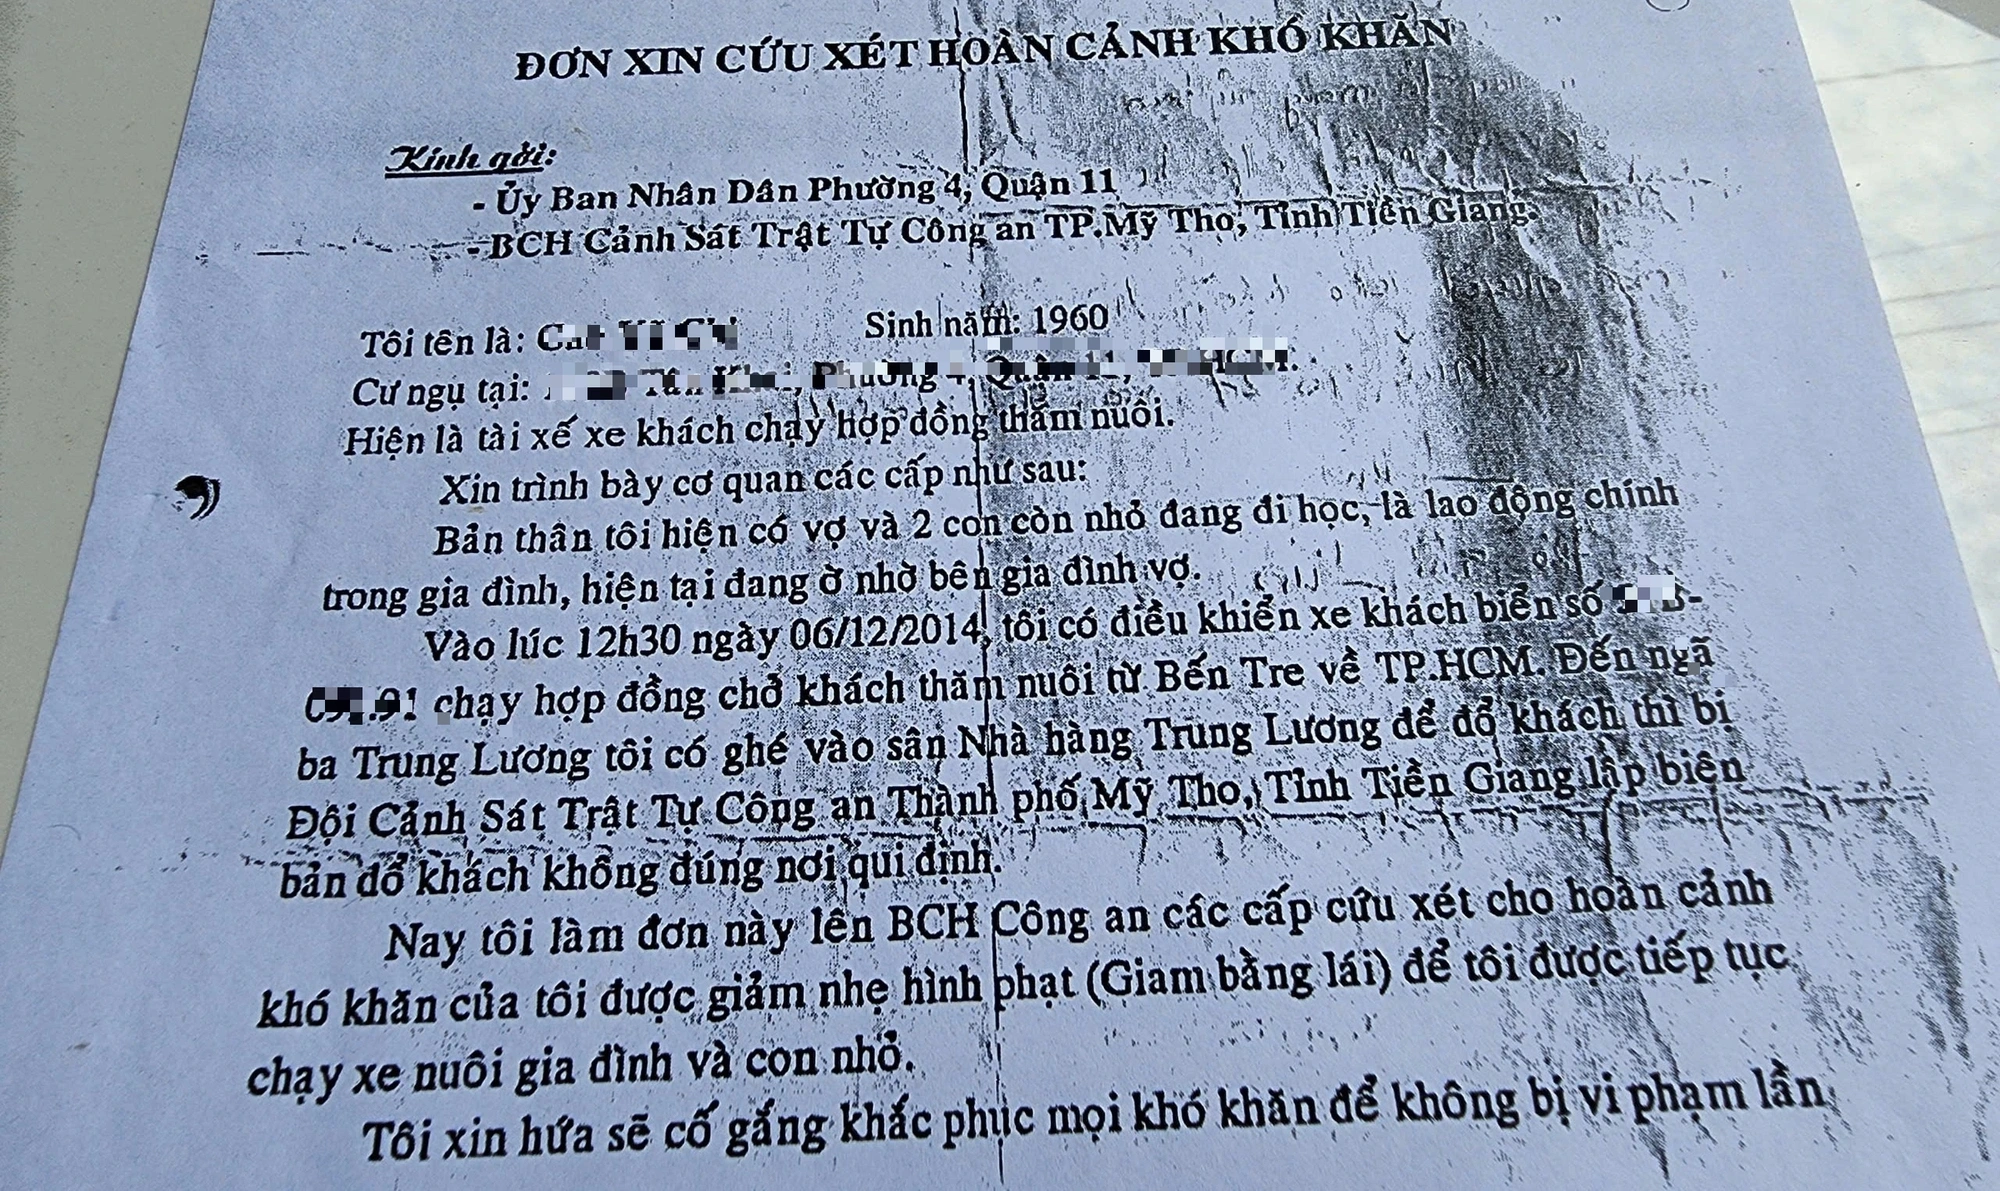 ĐƠN XIN CỨU XÉT HOÀN CẢNH KHÓ KHĂN
Kính gởi:
- Ủy Ban Nhân Dân Phường 4, Quận 11
- BCH Cảnh Sát Trật Tự Công an TP.Mỹ Tho, Tỉnh Tiền Giang.
Tôi tên là: Sinh năm: 1960
Cư ngụ tại: Phường 4, Quận 11,
Hiện là tài xế xe khách chạy hợp đồng thăm nuôi.
Xin trình bày cơ quan các cấp như sau:
Bản thân tôi hiện có vợ và 2 con còn nhỏ đang đi học, là lao động chính
trong gia đình, hiện tại đang ở nhờ bên gia đình vợ.
Vào lúc 12h30 ngày 06/12/2014, tôi có điều khiển xe khách biển số
chạy hợp đồng chở khách thăm nuôi từ Bến Tre về TP.HCM. Đến ngã
ba Trung Lương tôi có ghé vào sân Nhà hàng Trung Lương để đổ khách thì bị
Đội Cảnh Sát Trật Tự Công an Thành phố Mỹ Tho, Tỉnh Tiền Giang lập biên
bản đổ khách không đúng nơi qui định.
Nay tôi làm đơn này lên BCH Công an các cấp cứu xét cho hoàn cảnh
khó khăn của tôi được giảm nhẹ hình phạt (Giam bằng lái) để tôi được tiếp tục
chạy xe nuôi gia đình và con nhỏ.
Tôi xin hứa sẽ cố gắng khắc phục mọi khó khăn để không bị vi phạm lần